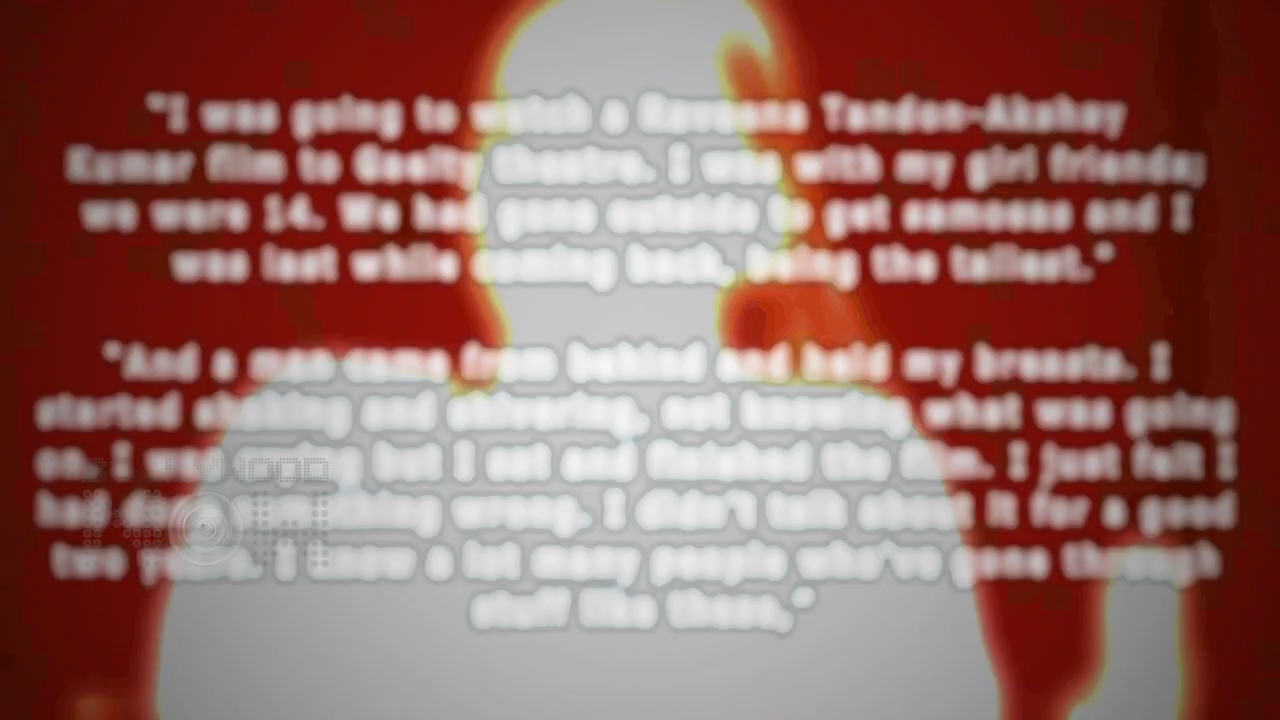 "I was going to watch a Raveena Tandon-Akshay
Kumar film to Geeity theatre. I was with my girl friends;
we were 14. We had gone outside to get samosas and I
was last while coming back, being the tallest."
"And a man came from behind and held my breasts. I
started shaking and shivering, not knowing what was going
on. I was but I sat and finished the film. I just felt I
had done something wrong. I didn't talk about it for a good
two years. I know a lot many people who've gone through
stuff like these."